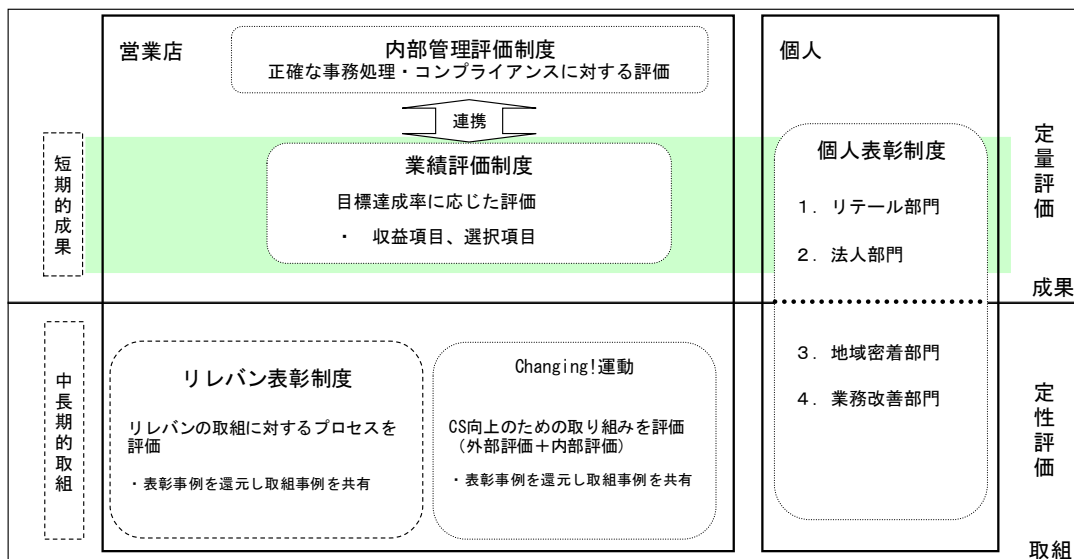 営業店
内部管理評価制度
正確な事務処理・コンプライアンスに対する評価
連携
短期的成果
業績評価制度
目標達成率に応じた評価
・ 収益項目、選択項目
個人
個人表彰制度
１．リテール部門
２．法人部門
定量評価
成果
中長期的取組
リレバン表彰制度
リレバンの取組に対するプロセスを
評価
・表彰事例を還元し取組事例を共有
Changing!運動
CS向上のための取り組みを評価
（外部評価＋内部評価）
・表彰事例を還元し取組事例を共有
３．地域密着部門
４．業務改善部門
定性評価
取組